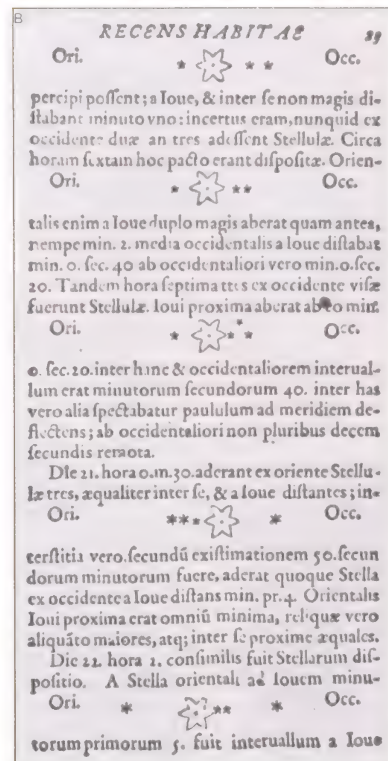 B
RECENS HABITAE 89
Ori. Occ.
percipi poſſent; a Ioue, & inter ſe non magis di-
ſtabant minuto vno: incertus eram, nunquid ex
occidente duæ an tres adeſſent Stellulæ. Circa
horam ſextam hoc pacto erant diſpoſitæ. Orien-
Ori. Occ.
talis enim a Ioue duplo magis aberat quam antea,
nempe min. 2. media occidentalis a Ioue diſtabat
min. 0. ſec. 40 ab occidentaliori vero min. 0. ſec.
20. Tandem hora ſeptima tres ex occidente viſæ
fuerunt Stellulæ. Ioui proxima aberat ab eo min.
Ori. Occ.
0. ſec. 20. inter hanc & occidentaliorem interual-
lum erat minutorum ſecundorum 40. inter has
vero alia ſpectabatur paululum ad meridiem de-
flectens; ab occidentaliori non pluribus decem
ſecundis remota.
Die 21. hora 0. m. 30. aderant ex oriente Stellu-
læ tres, æqualiter inter ſe, & a Ioue diſtantes; in-
Ori. Occ.
terſtitia vero. ſecundũ exiſtimationem 50. ſecun
dorum minutorum fuere, aderat quoque Stella
ex occidente a Ioue diſtans min. pr. 4. Orientalis
Ioui proxima erat omniũ minima, reliquæ vero
aliquãto maiores, atq; inter ſe proxime æquales.
Die 22. hora 2. conſimilis fuit Stellarum diſ-
poſitio. A Stella orientali ad Iouem minu-
Ori. Occ.
torum primorum 5. fuit interuallum a Ioue